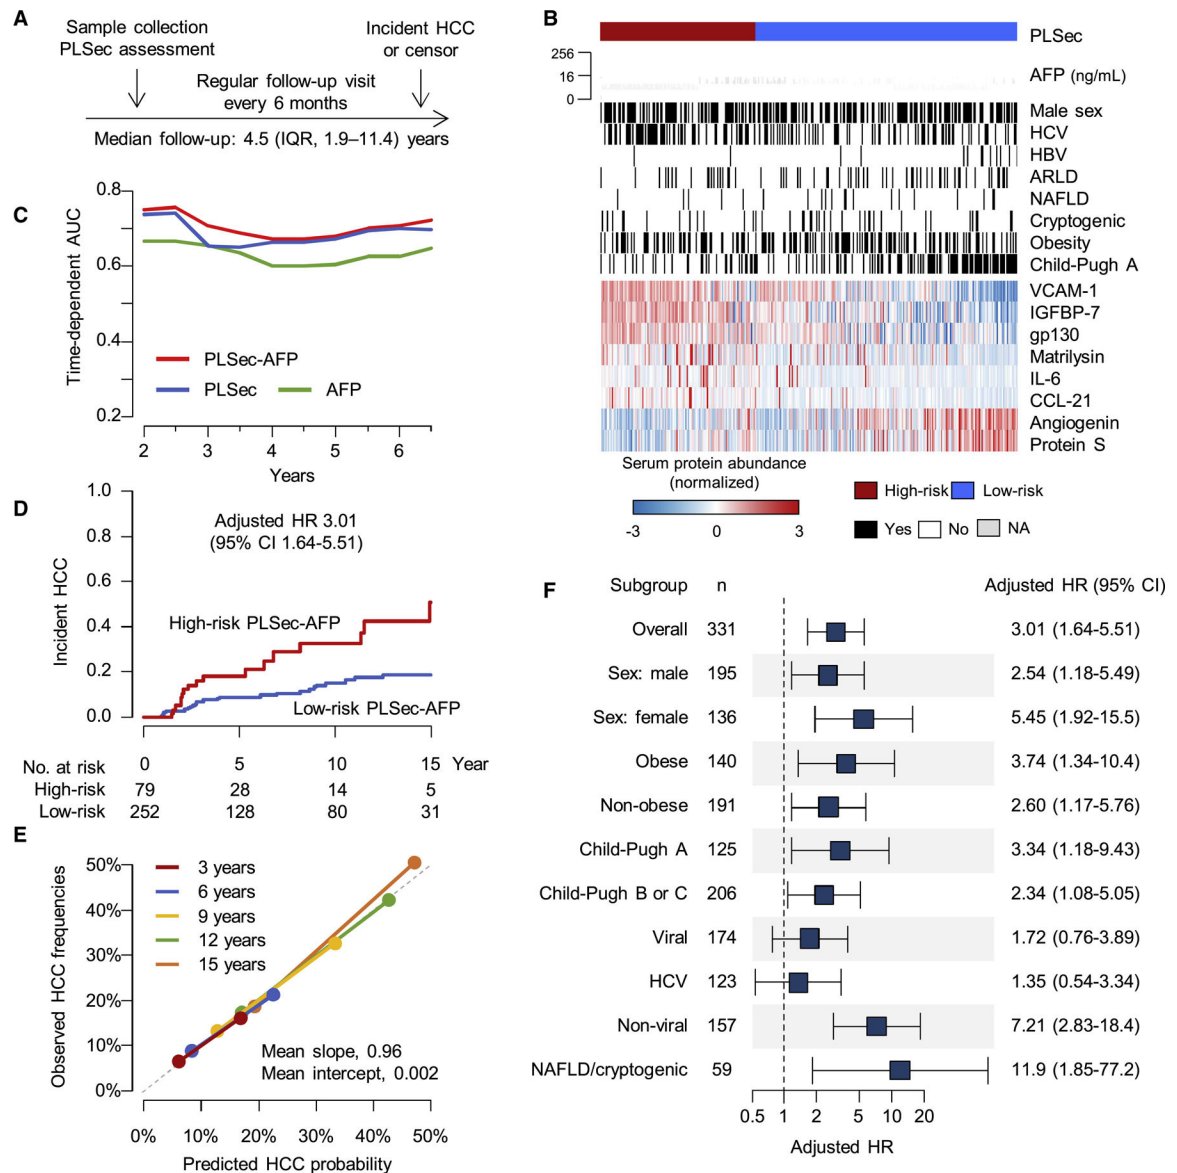 A
Sample collection
PLSec assessment
Incident HCC
or censor
Regular follow-up visit
every 6 months
Median follow-up: 4.5 (IQR, 1.9–11.4) years
B
PLSec
256
16
0
AFP (ng/mL)
Male sex
HCV
HBV
ARLD
NAFLD
Cryptogenic
Obesity
Child-Pugh A
VCAM-1
IGFBP-7
gp130
Matrilysin
IL-6
CCL-21
Angiogenin
Protein S
Serum protein abundance
(normalized)
-3 0 3
High-risk Low-risk
Yes No NA
C
Time-dependent AUC
0.8
0.6
0.4
0.2
PLSec-AFP
PLSec AFP
2 3 4 5 6
Years
D
Incident HCC
1.0
0.8
0.6
0.4
0.2
0.0
Adjusted HR 3.01
(95% CI 1.64-5.51)
High-risk PLSec-AFP
Low-risk PLSec-AFP
No. at risk 0 5 10 15 Year
High-risk 79 28 14 5
Low-risk 252 128 80 31
E
Observed HCC frequencies
50%
40%
30%
20%
10%
0%
3 years
6 years
9 years
12 years
15 years
Mean slope, 0.96
Mean intercept, 0.002
0% 10% 20% 30% 40% 50%
Predicted HCC probability
F
Subgroup n Adjusted HR (95% CI)
Overall 331 3.01 (1.64-5.51)
Sex: male 195 2.54 (1.18-5.49)
Sex: female 136 5.45 (1.92-15.5)
Obese 140 3.74 (1.34-10.4)
Non-obese 191 2.60 (1.17-5.76)
Child-Pugh A 125 3.34 (1.18-9.43)
Child-Pugh B or C 206 2.34 (1.08-5.05)
Viral 174 1.72 (0.76-3.89)
HCV 123 1.35 (0.54-3.34)
Non-viral 157 7.21 (2.83-18.4)
NAFLD/cryptogenic 59 11.9 (1.85-77.2)
0.5 1 2 5 10 20
Adjusted HR